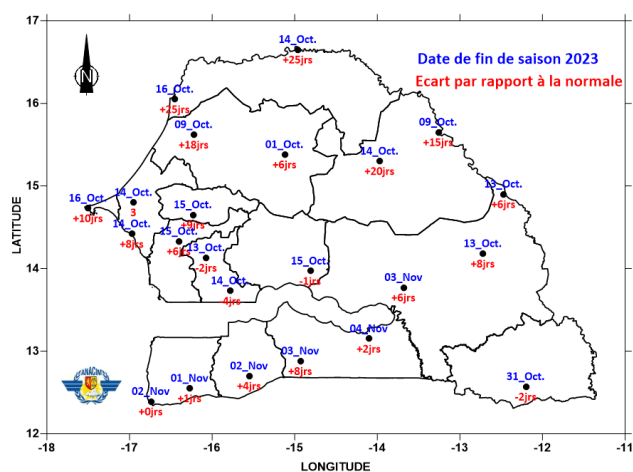 17
14_Oct.
+25jrs
Date de fin de saison 2023
Ecart par rapport à la normale
N
16_Oct.
+25jrs
16
09_Oct.
+18jrs
09_Oct.
+15jrs
01_Oct.
+6jrs
14_Oct.
+20jrs
15
16_Oct.
+10jrs
14_Oct.
3
13_Oct.
+6jrs
15_Oct.
+9jrs
14_Oct.
+8jrs
15_Oct.
+6jrs
13_Oct.
-2jrs
13_Oct.
+8jrs
14
15_Oct.
-1jrs
14_Oct.
4jrs
03_Nov
+6jrs
04_Nov
+2jrs
13
03_Nov
+8jrs
02_Nov
+4jrs
01_Nov
+1jrs
02_Nov
+0jrs
31_Oct.
-2jrs
ANACIM
12
-18
-17
-16
-15
-14
-13
-12
-11
LATITUDE
LONGITUDE